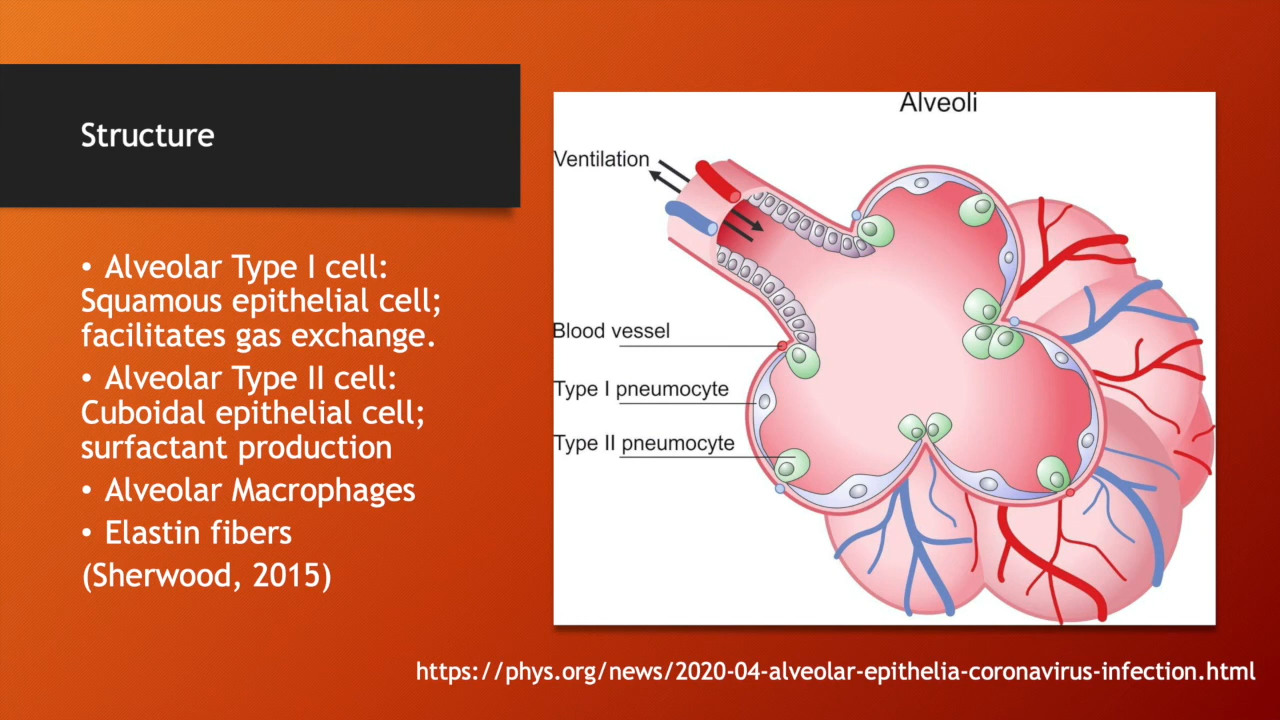 Structure
• Alveolar Type I cell:
Squamous epithelial cell;
facilitates gas exchange.
• Alveolar Type II cell:
Cuboidal epithelial cell;
surfactant production
• Alveolar Macrophages
• Elastin fibers
(Sherwood, 2015)
Alveoli
Ventilation
Blood vessel
Type I pneumocyte
Type II pneumocyte
https://phys.org/news/2020-04-alveolar-epithelia-coronavirus-infection.html